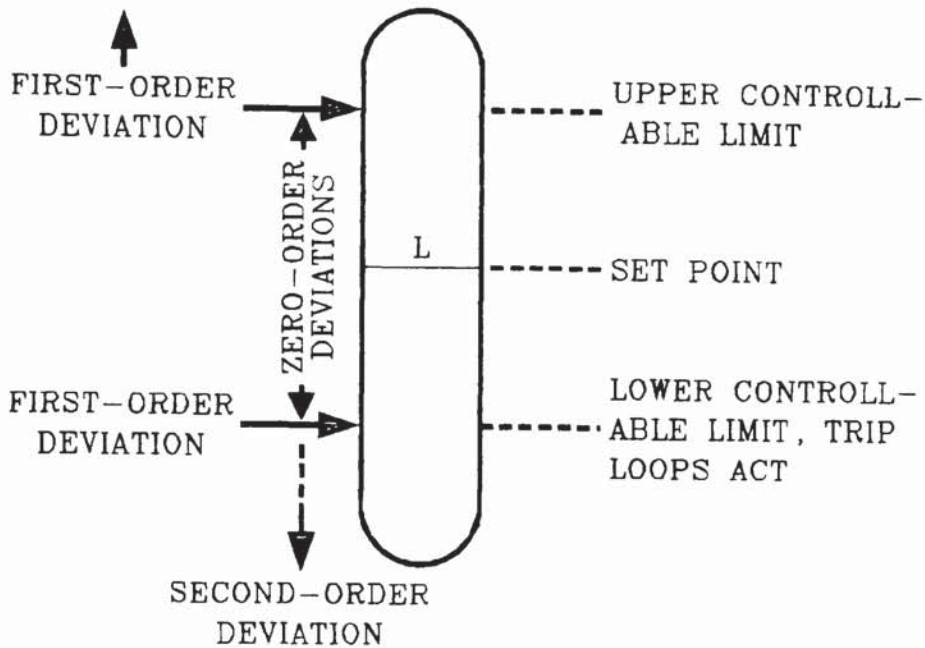 FIRST-ORDER
DEVIATION
UPPER CONTROLL-
ABLE LIMIT
ZERO-ORDER
DEVIATIONS
L
SET POINT
FIRST-ORDER
DEVIATION
LOWER CONTROLL-
ABLE LIMIT, TRIP
LOOPS ACT
SECOND-ORDER
DEVIATION